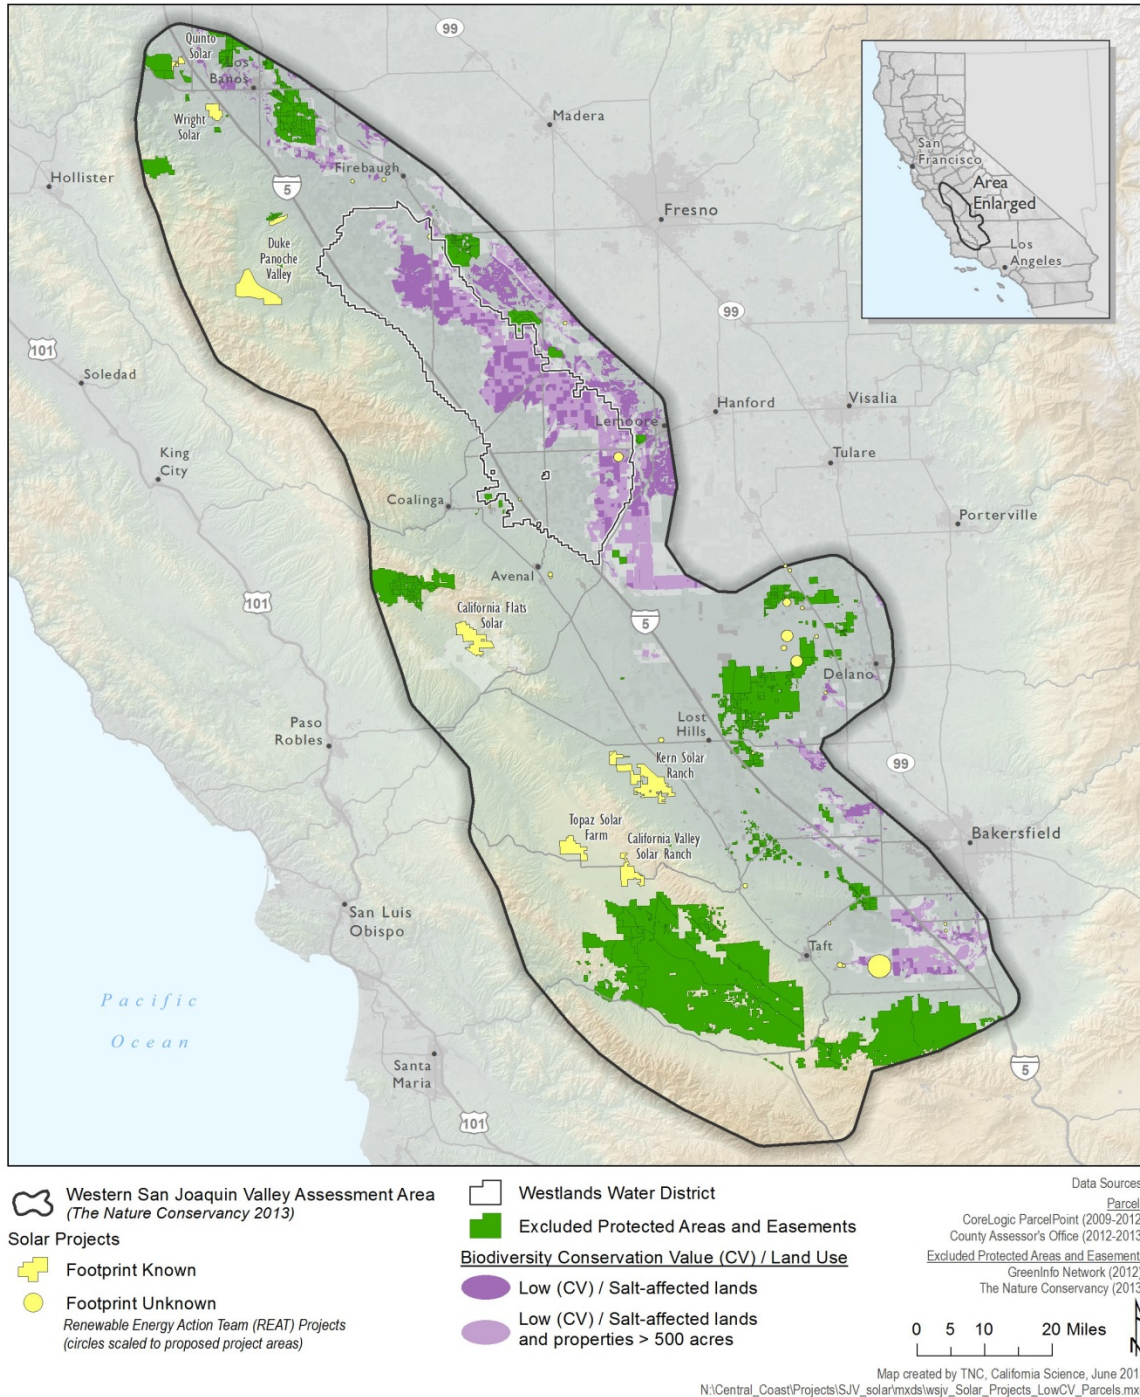 99
Quinto
Solar
Los
Banos
Madera
Wright
Solar
Firebaugh
Hollister
5
Fresno
Duke
Panoche
Valley
99
101
Soledad
Hanford
Visalia
Lemoore
King
City
Tulare
Coalinga
Porterville
Avenal
101
California Flats
Solar
5
Delano
Paso
Robles
Lost
Hills
Kern Solar
Ranch
99
Topaz Solar
Farm
California Valley
Solar Ranch
Bakersfield
San Luis
Obispo
Taft
Pacific
Ocean
Santa
Maria
5
101
San
Francisco
Area
Enlarged
Los
Angeles
Western San Joaquin Valley Assessment Area
(The Nature Conservancy 2013)
Solar Projects
Footprint Known
Footprint Unknown
Renewable Energy Action Team (REAT) Projects
(circles scaled to proposed project areas)
Westlands Water District
Excluded Protected Areas and Easements
Biodiversity Conservation Value (CV) / Land Use
Low (CV) / Salt-affected lands
Low (CV) / Salt-affected lands
and properties > 500 acres
Data Sources
Parcel
CoreLogic ParcelPoint (2009-2012
County Assessor's Office (2012-2013
Excluded Protected Areas and Easement
GreenInfo Network (2012)
The Nature Conservancy (2013
0 5 10 20 Miles
N
Map created by TNC, California Science, June 201
N:\Central_Coast\Projects\SJV_solar\mxds\wsjv_Solar_Projects_LowCV_Parcels.mx